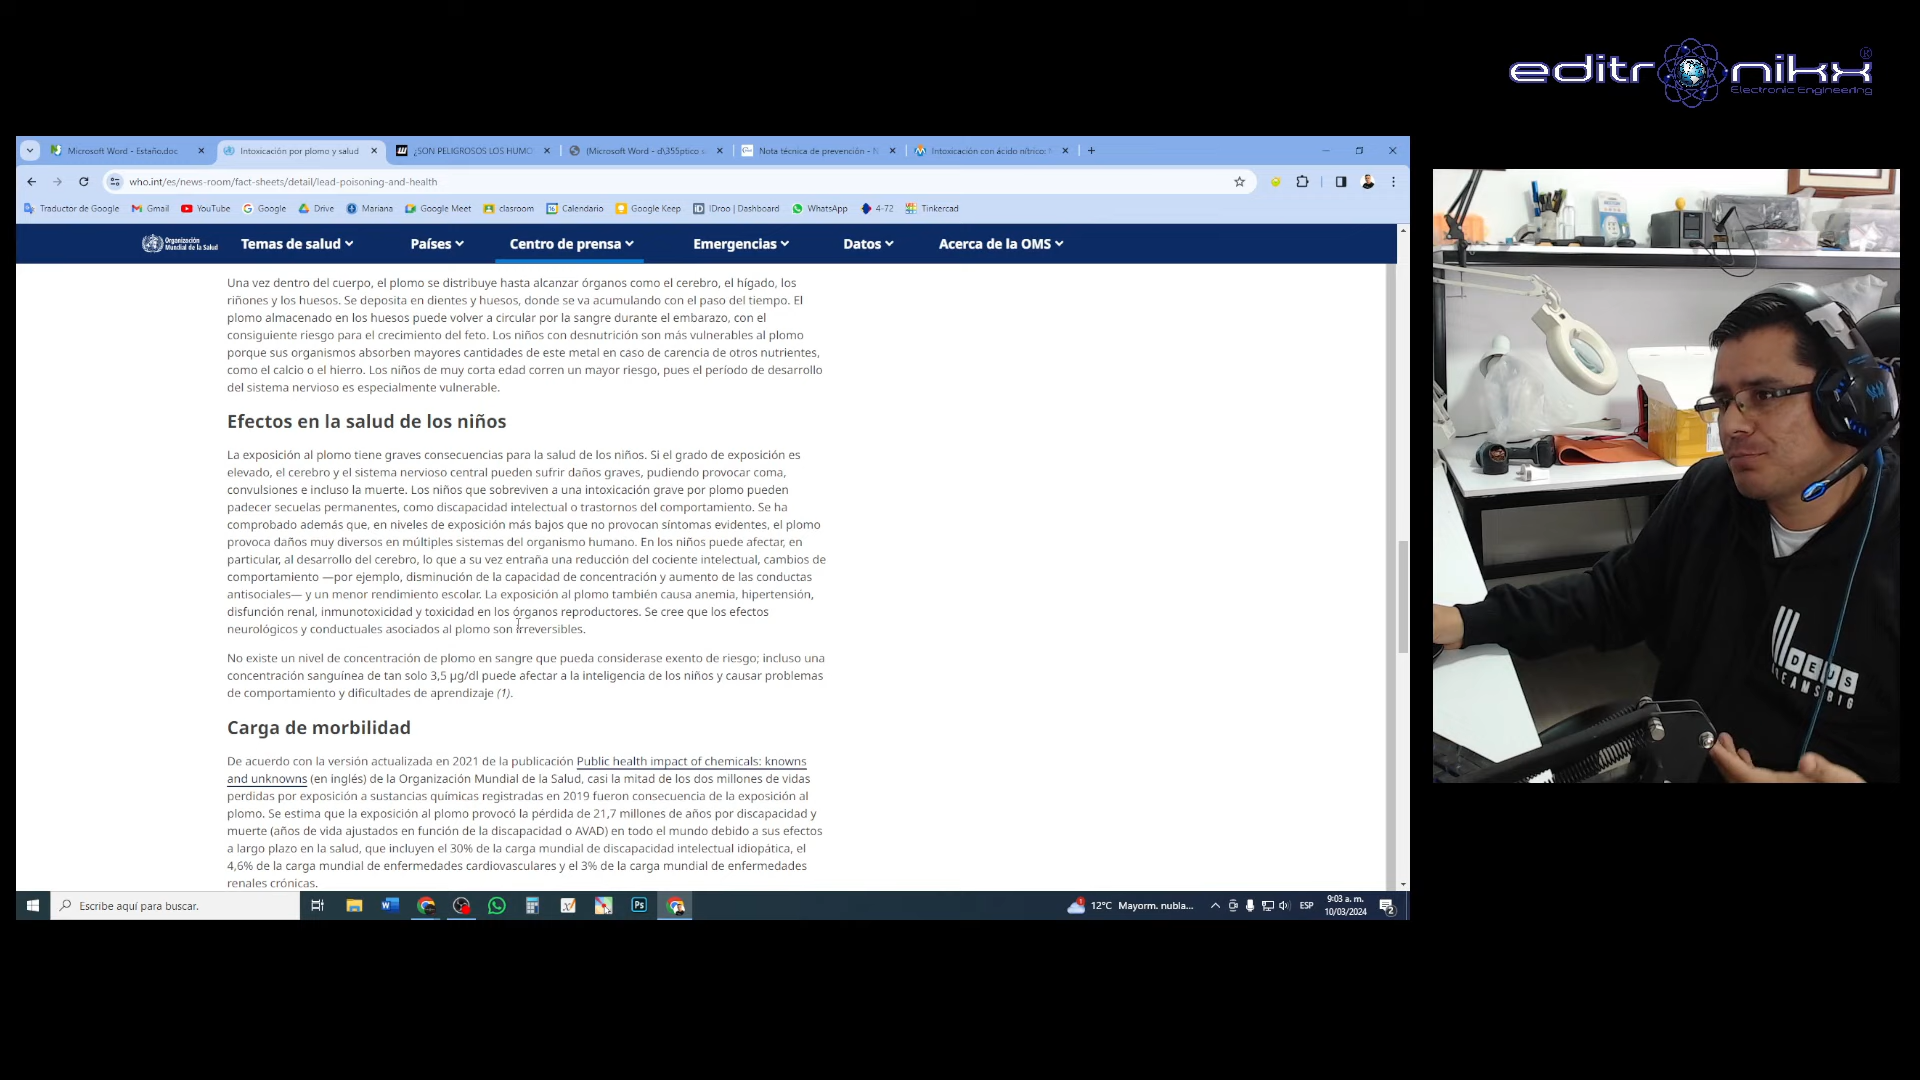 editronikx
®
Electronic Engineering
Microsoft Word - Estaño.doc
Intoxicación por plomo y salud
¿SON PELIGROSOS LOS HUMO
(Microsoft Word - d\355ptico s
Nota técnica de prevención - N
Intoxicación con ácido nítrico:
who.int/es/news-room/fact-sheets/detail/lead-poisoning-and-health
Traductor de Google
Gmail
YouTube
Google
Drive
Mariana
Google Meet
clasroom
Calendario
Google Keep
IDroo | Dashboard
WhatsApp
4-72
Tinkercad
Organización
Mundial de la Salud
Temas de salud
Países
Centro de prensa
Emergencias
Datos
Acerca de la OMS
Una vez dentro del cuerpo, el plomo se distribuye hasta alcanzar órganos como el cerebro, el hígado, los
riñones y los huesos. Se deposita en dientes y huesos, donde se va acumulando con el paso del tiempo. El
plomo almacenado en los huesos puede volver a circular por la sangre durante el embarazo, con el
consiguiente riesgo para el crecimiento del feto. Los niños con desnutrición son más vulnerables al plomo
porque sus organismos absorben mayores cantidades de este metal en caso de carencia de otros nutrientes,
como el calcio o el hierro. Los niños de muy corta edad corren un mayor riesgo, pues el período de desarrollo
del sistema nervioso es especialmente vulnerable.
Efectos en la salud de los niños
La exposición al plomo tiene graves consecuencias para la salud de los niños. Si el grado de exposición es
elevado, el cerebro y el sistema nervioso central pueden sufrir daños graves, pudiendo provocar coma,
convulsiones e incluso la muerte. Los niños que sobreviven a una intoxicación grave por plomo pueden
padecer secuelas permanentes, como discapacidad intelectual o trastornos del comportamiento. Se ha
comprobado además que, en niveles de exposición más bajos que no provocan síntomas evidentes, el plomo
provoca daños muy diversos en múltiples sistemas del organismo humano. En los niños puede afectar, en
particular, al desarrollo del cerebro, lo que a su vez entraña una reducción del cociente intelectual, cambios de
comportamiento —por ejemplo, disminución de la capacidad de concentración y aumento de las conductas
antisociales— y un menor rendimiento escolar. La exposición al plomo también causa anemia, hipertensión,
disfunción renal, inmunotoxicidad y toxicidad en los órganos reproductores. Se cree que los efectos
neurológicos y conductuales asociados al plomo son irreversibles.
No existe un nivel de concentración de plomo en sangre que pueda considerase exento de riesgo; incluso una
concentración sanguínea de tan solo 3,5 µg/dl puede afectar a la inteligencia de los niños y causar problemas
de comportamiento y dificultades de aprendizaje (1).
Carga de morbilidad
De acuerdo con la versión actualizada en 2021 de la publicación Public health impact of chemicals: knowns
and unknowns (en inglés) de la Organización Mundial de la Salud, casi la mitad de los dos millones de vidas
perdidas por exposición a sustancias químicas registradas en 2019 fueron consecuencia de la exposición al
plomo. Se estima que la exposición al plomo provocó la pérdida de 21,7 millones de años por discapacidad y
muerte (años de vida ajustados en función de la discapacidad o AVAD) en todo el mundo debido a sus efectos
a largo plazo en la salud, que incluyen el 30% de la carga mundial de discapacidad intelectual idiopática, el
4,6% de la carga mundial de enfermedades cardiovasculares y el 3% de la carga mundial de enfermedades
renales crónicas.
DEUS
DREAMS BIG
Escribe aquí para buscar.
12°C Mayorm. nubla...
ESP
9:03 a. m.
10/03/2024
2